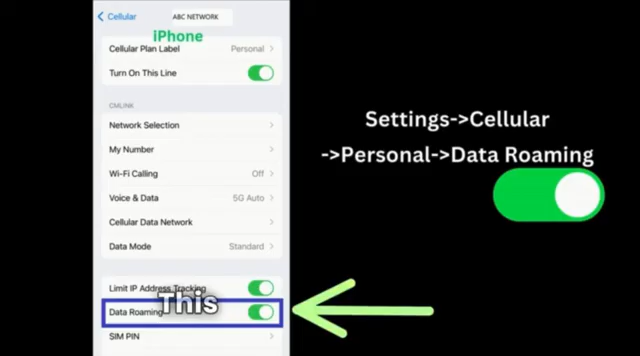 Cellular
ABC NETWORK
iPhone
Cellular Plan Label Personal
Turn On This Line
CMLINK
Network Selection
My Number
Wi-Fi Calling Off
Voice & Data 5G Auto
Cellular Data Network
Data Mode Standard
Limit IP Address Tracking
This
Data Roaming
SIM PIN
Settings->Cellular
->Personal->Data Roaming